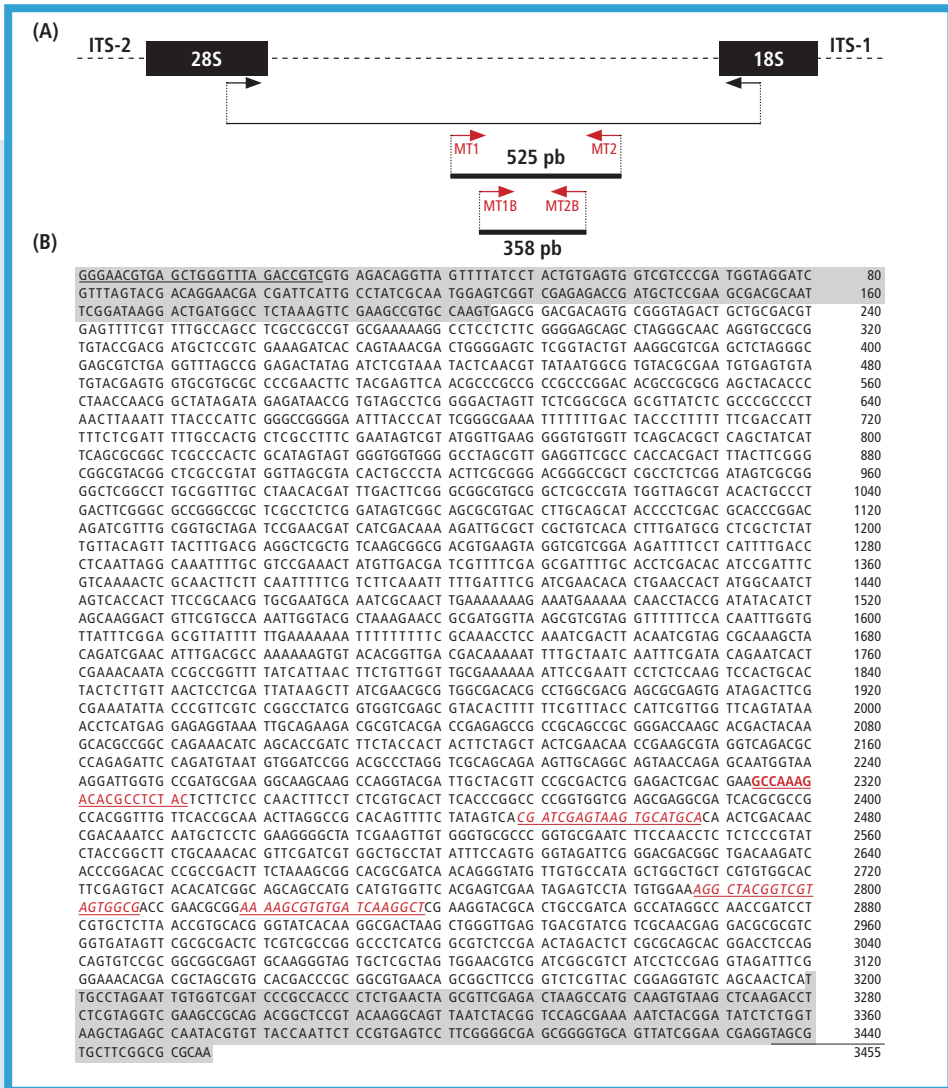 (A)
ITS-2 28S 18S ITS-1
MT1 525 pb MT2
MT1B MT2B
358 pb
(B)
GGGAACGTGA GCTGGGTTTA GACCGTCGTG AGACAGGTTA GTTTTATCCT ACTGTGAGTG GTCGTCCCGA TGGTAGGATC 80
GTTTAGTACG ACAGGAACGA CGATTCATTG CCTATCGCAA TGGAGTCGGT CGAGAGACCG ATGCTCCGAA GCGACGCAAT 160
TCGGATAAGG ACTGATGGCC TCTAAAGTTC GAAGCCGTGC CAAGTGAGCG GACGACAGTG GCGGTAGACT GCTGCGACGT 240
GAGTTTTCGT TTTGCCAGCC TCGCCGCCGT GCGAAAAAGG CCTCCTCTTC GGGGAGCAGC CTAGGGCAAC AGGTGCCGCG 320
TGTACCGACG ATGCTCCGTC GAAAGATCAC CAGTAAACGA CTGGGGAGTC TCGGTACTGT AAGGCGTCGA GCTCTAGGGC 400
GAGCGTCTGA GGTTTAGCCG GAGACTATAG ATCTCGTAAA TACTCAACGT TATAATGGCG TGTACGCGAA TGTGAGTGTA 480
TGTACGAGTG GCGTGCGTGC CCCGAACTTC TACGAGTTCA ACGCCCGCCG CCGCCCGGAC ACGCCGCGCG AGCTACACCC 560
CTAACCAACG GCTATAGATA GAGATAACCG TGTAGCCTCG GGGACTAGTT TCTCGGCGCA GCGTTATCTC GCCCGCCCCT 640
AACTTAAATT TTACCCATTC GGGCCGGGGA ATTTACCCAT TCGGGCGAAA TTTTTTTGAC TACCCTTTTT TTCGACCATT 720
TTTCTCGATT TTTGCCACTG CTCGCCTTTC GAATAGTCGT ATGGTTGAAG GGGTGTGGTT TCAGCACGCT CAGCTATCAT 800
TCAGCGCGGC TCGCCCACTC GCATAGTAGT GGGTGGTGGG GCCTAGCGTT GAGGTTCGCC CACCACGACT TTACTTCGGG 880
CGGCGTACGG CTCGCCGTAT GGTTAGCGTA CACTGCCCTA ACTTCGCGGG ACGGGCCGCT CGCCTCTCGG ATAGTCGCGG 960
GGCTCGGCCT TGCGGTTTGC CTAACACGAT TTGACTTCGG GCGGCGTGCG GCTCGCCGTA TGGTTAGCGT ACACTGCCCT 1040
GACTTCGGGC GCCGGGCCGC TCGCCTCTCG GATAGTCGGC AGCGCGTGAC CTTGCAGCAT ACCCCTCGAC GCACCCGGAC 1120
AGATCGTTTG CGGTGCTAGA TCCGAACGAT CATCGACAAA AGATTGCGCT CGCTGTCACA CTTTGATGCG CTCGCTCTAT 1200
TGTTACAGTT TACTTTGACG AGGCTCGCTG TCAAGCGGCG ACGTGAAGTA GGTCGTCGGA AGATTTTCCT CATTTTGACC 1280
CTCAATTAGG CAAATTTTGC GTCCGAAACT ATGTTGACGA TCGTTTTCGA GCGATTTTGC ACCTCGACAC ATCCGATTTC 1360
GTCAAAACTC GCAACTTCTT CAATTTTTCG TCTTCAAATT TTTGATTTCG ATCGAACACA CTGAACCACT ATGGCAATCT 1440
AGTCACCACT TTCCGCAACG TGCGAATGCA AATCGCAACT TGAAAAAAAG AAATGAAAAA CAACCTACCG ATATACATCT 1520
AGCAAGGACT GTTCGTGCCA AATTGGTACG CTAAAGAACC GCGATGGTTA AGCGTCGTAG GTTTTTTCCA CAATTTGGTG 1600
TTATTTCGGA GCGTTATTTT TTGAAAAAAA TTTTTTTTTC GCAAACCTCC AAATCGACTT ACAATCGTAG CGCAAAGCTA 1680
CAGATCGAAC ATTTGACGCC AAAAAAGTGT ACACGGTTGA CGACAAAAAT TTTGCTAATC AATTTCGATA CAGAATCACT 1760
CGAAACAATA CCGCCGGTTT TATCATTAAC TTCTGTTGGT TGCGAAAAAA ATTCCGAATT CCTCTCCAAG TCCACTGCAC 1840
TACTCTTGTT AACTCCTCGA TTATAAGCTT ATCGAACGCG TGGCGACACG CCTGGCGACG AGCGCGAGTG ATAGACTTCG 1920
CGAAATATTA CCCGTTCGTC CGGCCTATCG GTGGTCGAGC GTACACTTTT TTCGTTTACC CATTCGTTGG TTCAGTATAA 2000
ACCTCATGAG GAGAGGTAAA TTGCAGAAGA CGCGTCACGA CCGAGAGCCG CCGCAGCCGC GGGACCAAGC ACGACTACAA 2080
GCACGCCGGC CAGAAACATC AGCACCGATC TTCTACCACT ACTTCTAGCT ACTCGAACAA CCGAAGCGTA GGTCAGACGC 2160
CCAGAGATTC CAGATGTAAT GTGGATCCGG ACGCCCTAGG TCGCAGCAGA AGTTGCAGGC AGTAACCAGA GCAATGGTAA 2240
AGGATTGGTG CCGATGCGAA GGCAAGCAAG CCAGGTACGA TTGCTACGTT CCGCGACTCG GAGACTCGAC GAAGCCAAAG 2320
ACACGCCTCT ACTCTTCTCC CAACTTTCCT CTCGTGCACT TCACCCGGCC CCGGTGGTCG AGCGAGGCGA TCACGCGCCG 2400
CCACGGTTTG TTCACCGCAA ACTTAGGCCG CACAGTTTTC TATAGTCACG ATCGAGTAAG TGCATGCACA ACTCGACAAC 2480
CGACAAATCC AATGCTCCTC GAAGGGGCTA TCGAAGTTGT GGGTGCGCCC GGTGCGAATC TTCCAACCTC TCTCCCGTAT 2560
CTACCGGCTT CTGCAAACAC GTTCGATCGT GGCTGCCTAT ATTTCCAGTG GGTAGATTCG GGACGACGGC TGACAAGATC 2640
ACCCGGACAC CCGCCGACTT TCTAAAGCGG CACGCGATCA ACAGGGTATG TTGTGCCATA GCTGGCTGCT CGTGTGGCAC 2720
TTCGAGTGCT ACACATCGGC AGCAGCCATG CATGTGGTTC ACGAGTCGAA TAGAGTCCTA TGTGGAAAGG CTACGGTCGT 2800
AGTGGCGACC GAACGCGGAA AAGCGTGTGA TCAAGGCTCG AAGGTACGCA CTGCCGATCA GCCATAGGCC AACCGATCCT 2880
CGTGCTCTTA ACCGTGCACG GGTATCACAA GGCGACTAAG CTGGGTTGAG TGACGTATCG TCGCAACGAG GACGCGCGTC 2960
GGTGATAGTT CGCGCGACTC TCGTCGCCGG GCCCTCATCG GCGTCTCCGA ACTAGACTCT CGCGCAGCAC GGACCTCCAG 3040
CAGTGTCCGC GGCGGCGAGT GCAAGGGTAG TGCTCGCTAG TGGAACGTCG ATCGGCGTCT ATCCTCCGAG GTAGATTTCG 3120
GGAAACACGA CGCTAGCGTG CACGACCCGC GGCGTGAACA GCGGCTTCCG GTCTCGTTAC CGGAGGTGTC AGCAACTCAT 3200
TGCCTAGAAT TGTGGTCGAT CCCGCCACCC CTCTGAACTA GCGTTCGAGA CTAAGCCATG CAAGTGTAAG CTCAAGACCT 3280
CTCGTAGGTC GAAGCCGCAG ACGGCTCCGT ACAAGGCAGT TAATCTACGG TCCAGCGAAA AATCTACGGA TATCTCTGGT 3360
AAGCTAGAGC CAATACGTGT TACCAATTCT CCGTGAGTCC TTCGGGGCGA GCGGGGTGCA GTTATCGGAA CGAGGTAGCG 3440
TGCTTCGGCG CGCAA 3455